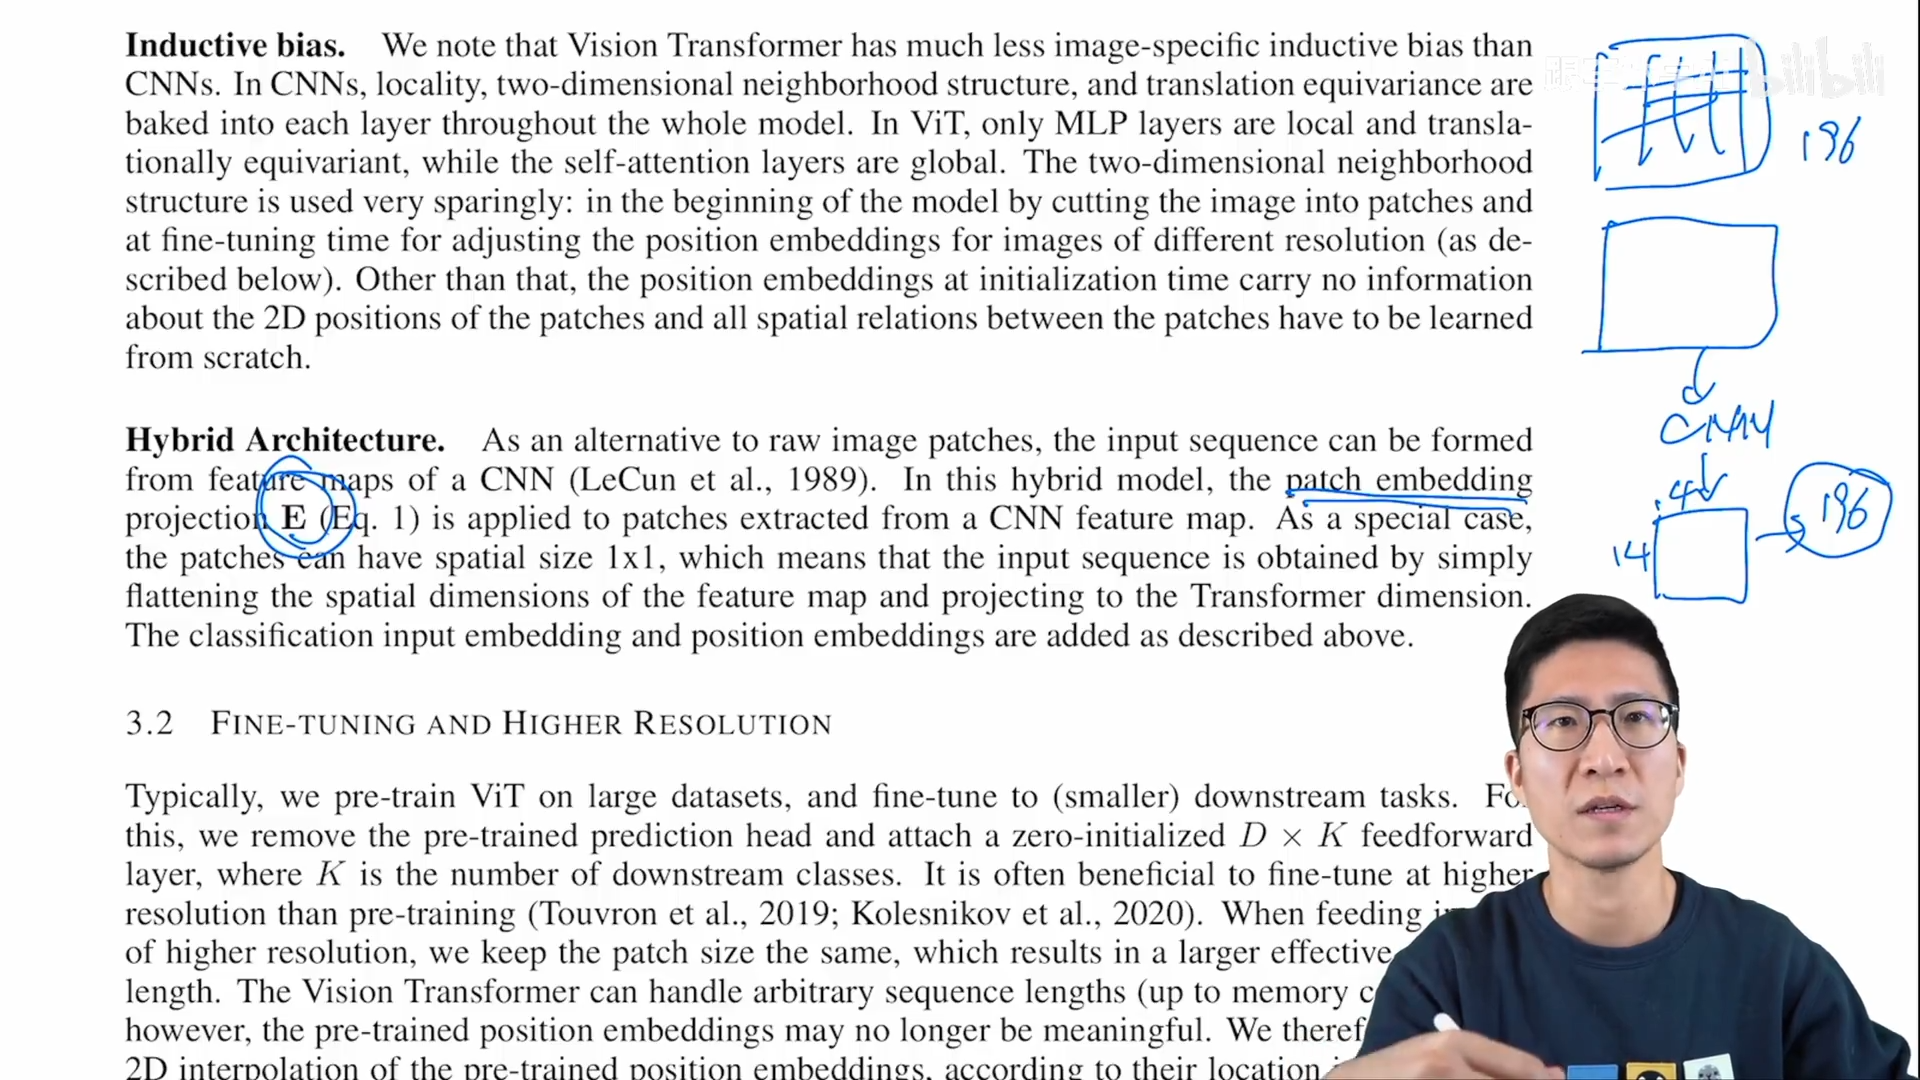 Inductive bias. We note that Vision Transformer has much less image-specific inductive bias than
CNNs. In CNNs, locality, two-dimensional neighborhood structure, and translation equivariance are
baked into each layer throughout the whole model. In ViT, only MLP layers are local and transla-
tionally equivariant, while the self-attention layers are global. The two-dimensional neighborhood
structure is used very sparingly: in the beginning of the model by cutting the image into patches and
at fine-tuning time for adjusting the position embeddings for images of different resolution (as de-
scribed below). Other than that, the position embeddings at initialization time carry no information
about the 2D positions of the patches and all spatial relations between the patches have to be learned
from scratch.
Hybrid Architecture. As an alternative to raw image patches, the input sequence can be formed
from feature maps of a CNN (LeCun et al., 1989). In this hybrid model, the patch embedding
projection E (Eq. 1) is applied to patches extracted from a CNN feature map. As a special case,
the patches can have spatial size 1x1, which means that the input sequence is obtained by simply
flattening the spatial dimensions of the feature map and projecting to the Transformer dimension.
The classification input embedding and position embeddings are added as described above.
3.2 FINE-TUNING AND HIGHER RESOLUTION
Typically, we pre-train ViT on large datasets, and fine-tune to (smaller) downstream tasks. For
this, we remove the pre-trained prediction head and attach a zero-initialized D × K feedforward
layer, where K is the number of downstream classes. It is often beneficial to fine-tune at higher
resolution than pre-training (Touvron et al., 2019; Kolesnikov et al., 2020). When feeding
of higher resolution, we keep the patch size the same, which results in a larger effective
length. The Vision Transformer can handle arbitrary sequence lengths (up to memory
however, the pre-trained position embeddings may no longer be meaningful. We
2D interpolation of the pre-trained position embeddings, according to their location
bilibili
196
CNN
14
196